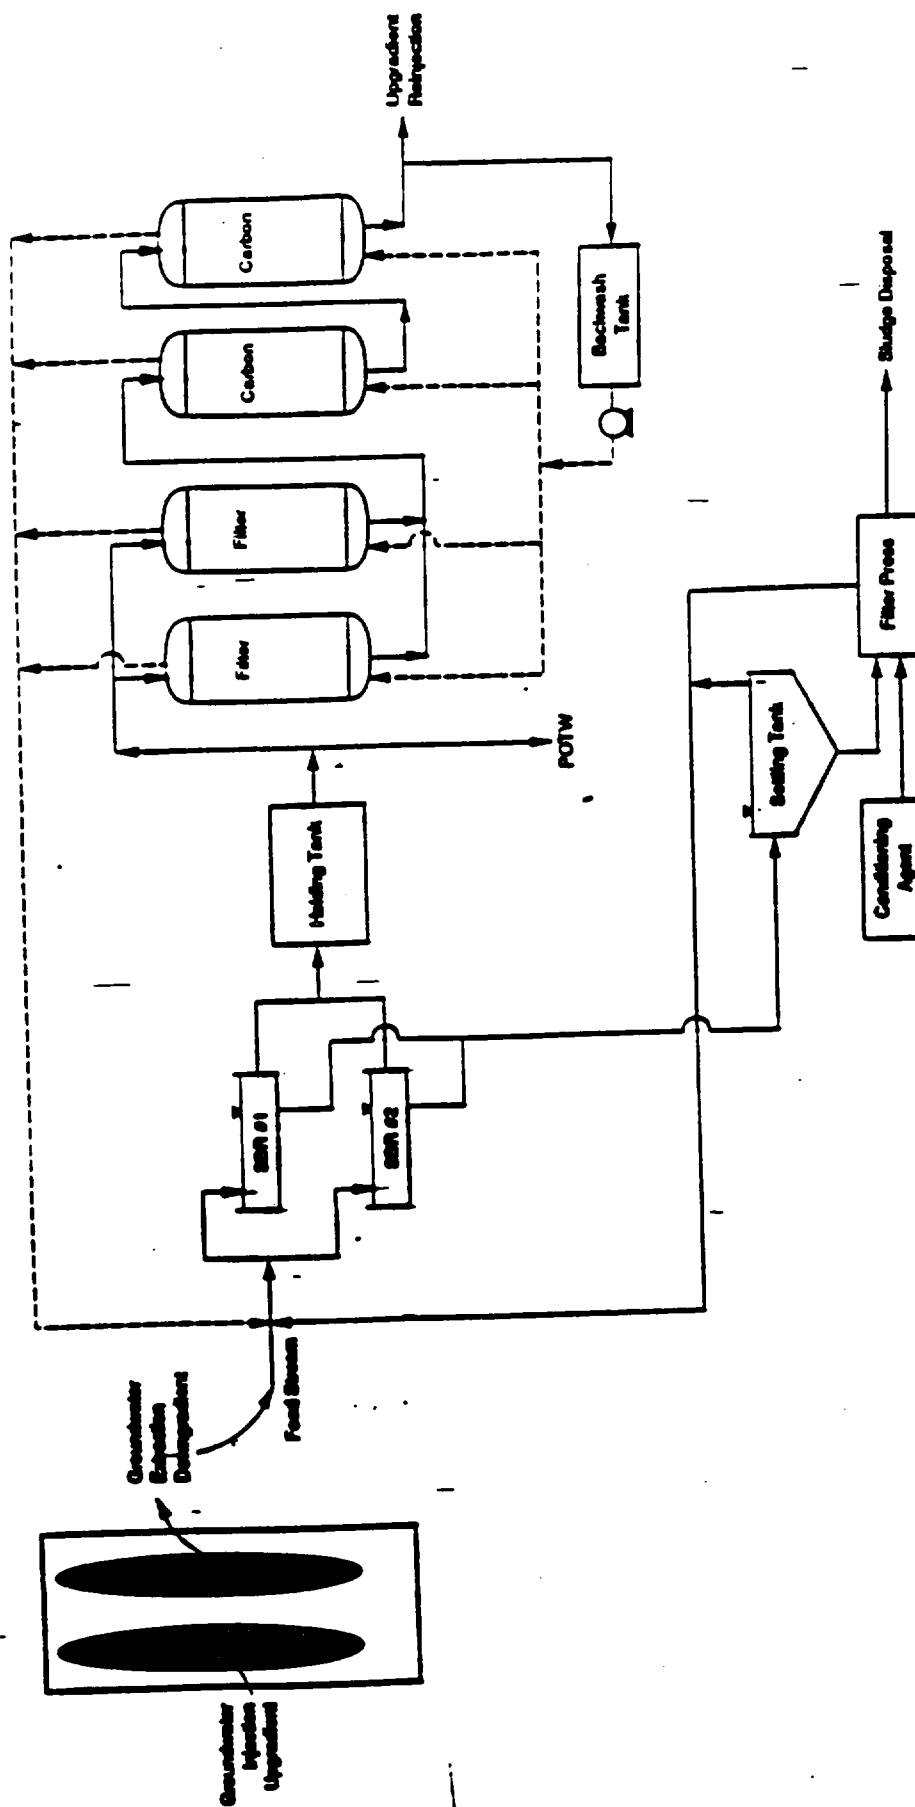 Groundwater
Injection
Upgradient
Groundwater
Extraction
Downgradient
Feed Stream
SBR #1
SBR #2
Holding Tank
POTW
Filter
Filter
Carbon
Carbon
Upgradient
Reinjection
Backwash
Tank
Settling Tank
Conditioning
Agent
Filter Press
Sludge Disposal